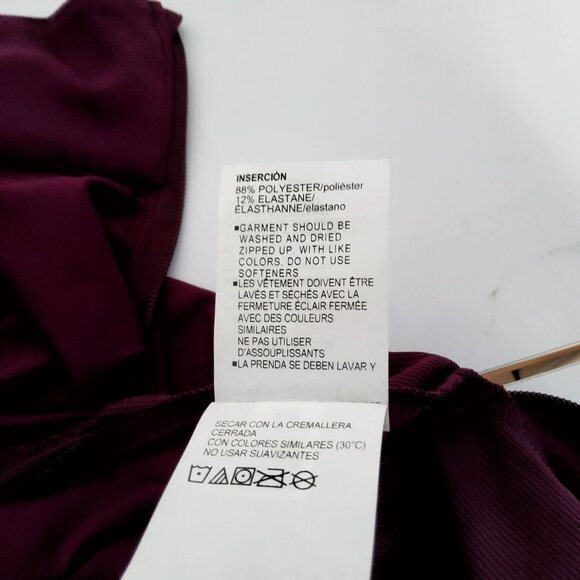 INSERCIÓN
88% POLYESTER/poliéster
12% ELASTANE/
ÉLASTHANNE/elastano
▪GARMENT SHOULD BE
WASHED AND DRIED
ZIPPED UP. WITH LIKE
COLORS. DO NOT USE
SOFTENERS
▪LES VÊTEMENT DOIVENT ÊTRE
LAVÉS ET SÉCHÉS AVEC LA
FERMETURE ÉCLAIR FERMÉE
AVEC DES COULEURS
SIMILAIRES
NE PAS UTILISER
D'ASSOUPLISSANTS
▪LA PRENDA SE DEBEN LAVAR Y
SECAR CON LA CREMALLERA
CERRADA
CON COLORES SIMILARES (30°C)
NO USAR SUAVIZANTES